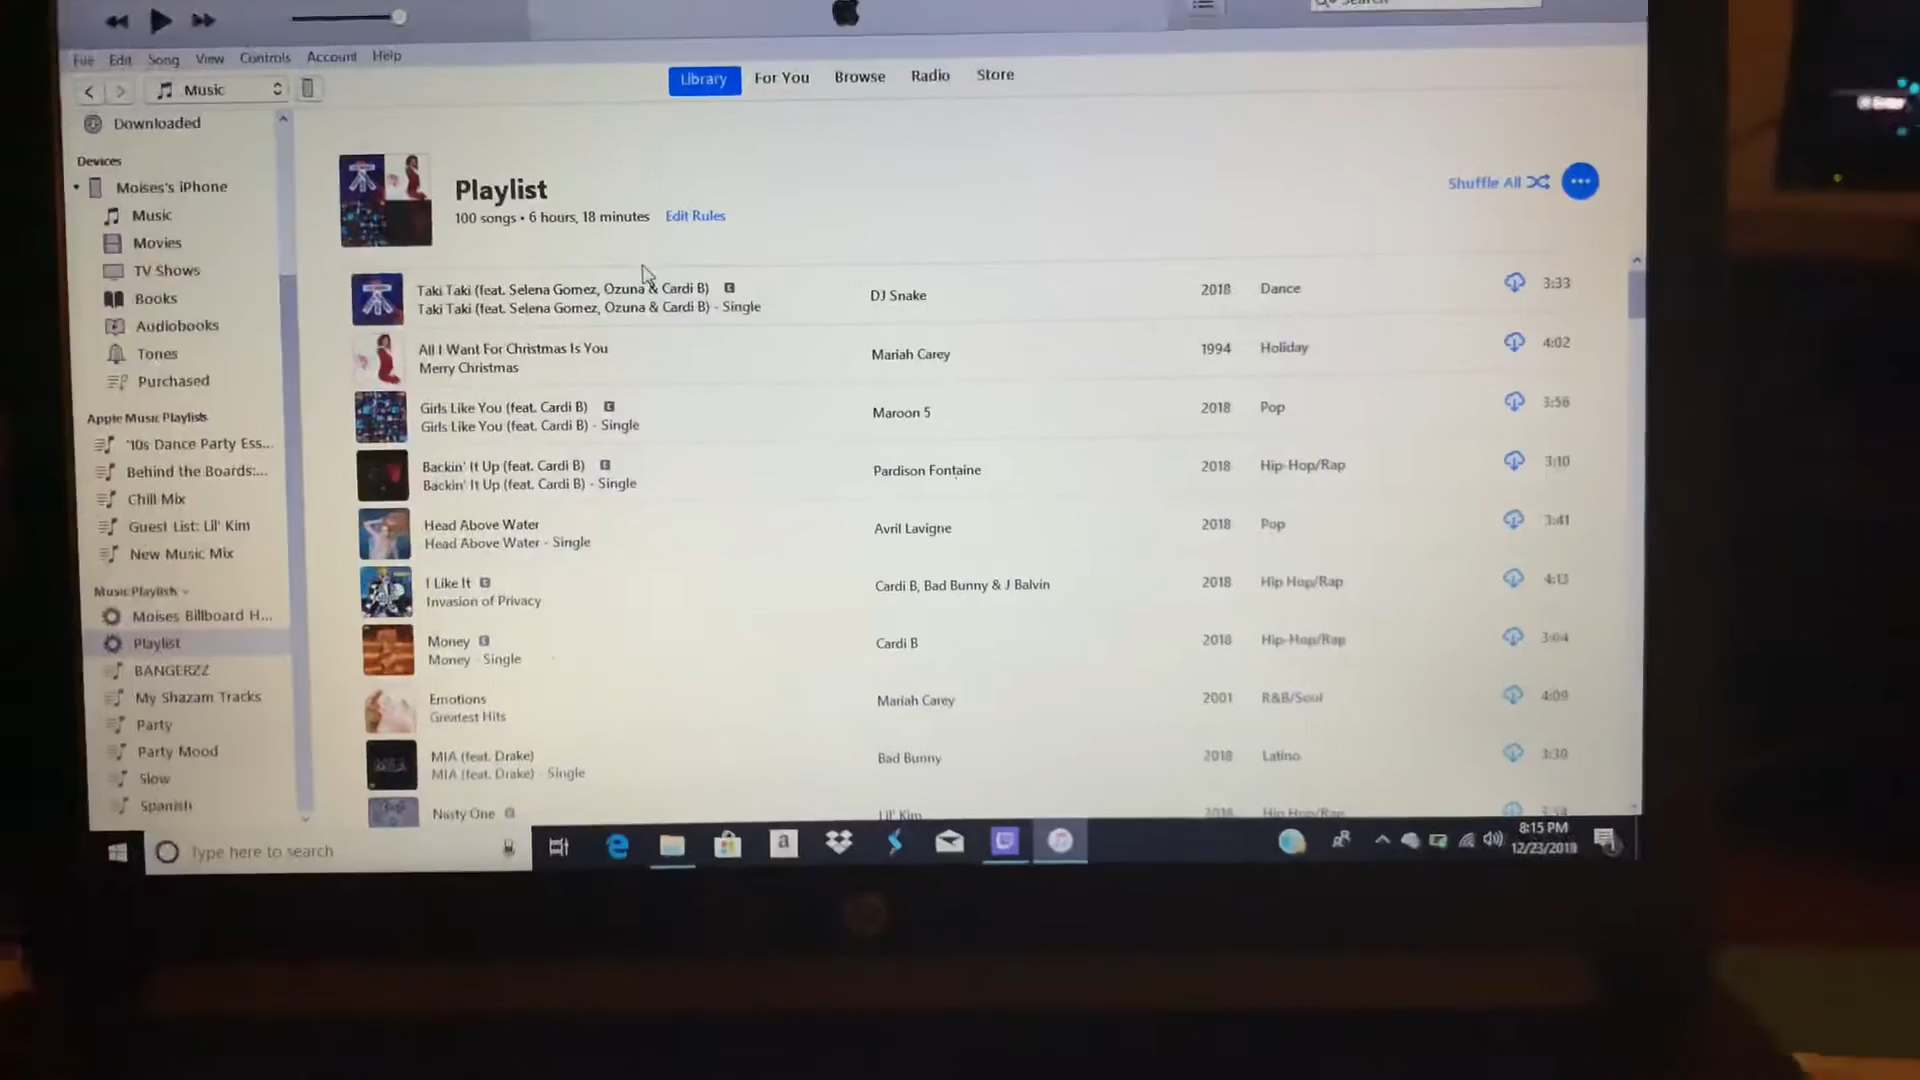 Search
File Edit Song View Controls Account Help
Music
Library For You Browse Radio Store
Downloaded
Devices
Moises's iPhone
Music
Movies
TV Shows
Books
Audiobooks
Tones
Purchased
Apple Music Playlists
'10s Dance Party Ess...
Behind the Boards:...
Chill Mix
Guest List: Lil' Kim
New Music Mix
Music Playlists
Moises Billboard H...
Playlist
BANGERZZ
My Shazam Tracks
Party
Party Mood
Slow
Spanish
Playlist
100 songs • 6 hours, 18 minutes Edit Rules
Shuffle All
Taki Taki (feat. Selena Gomez, Ozuna & Cardi B) E
Taki Taki (feat. Selena Gomez, Ozuna & Cardi B) - Single
DJ Snake 2018 Dance 3:33
All I Want For Christmas Is You
Merry Christmas
Mariah Carey 1994 Holiday 4:02
Girls Like You (feat. Cardi B) E
Girls Like You (feat. Cardi B) - Single
Maroon 5 2018 Pop 3:56
Backin' It Up (feat. Cardi B) E
Backin' It Up (feat. Cardi B) - Single
Pardison Fontaine 2018 Hip-Hop/Rap 3:10
Head Above Water
Head Above Water - Single
Avril Lavigne 2018 Pop 3:41
I Like It E
Invasion of Privacy
Cardi B, Bad Bunny & J Balvin 2018 Hip Hop/Rap 4:13
Money E
Money - Single
Cardi B 2018 Hip-Hop/Rap 3:04
Emotions
Greatest Hits
Mariah Carey 2001 R&B/Soul 4:09
MIA (feat. Drake)
MIA (feat. Drake) - Single
Bad Bunny 2018 Latino 3:30
Nasty One E
Lil' Kim 2018 Hip Hop/Rap
Type here to search
a
8:15 PM
12/23/2018